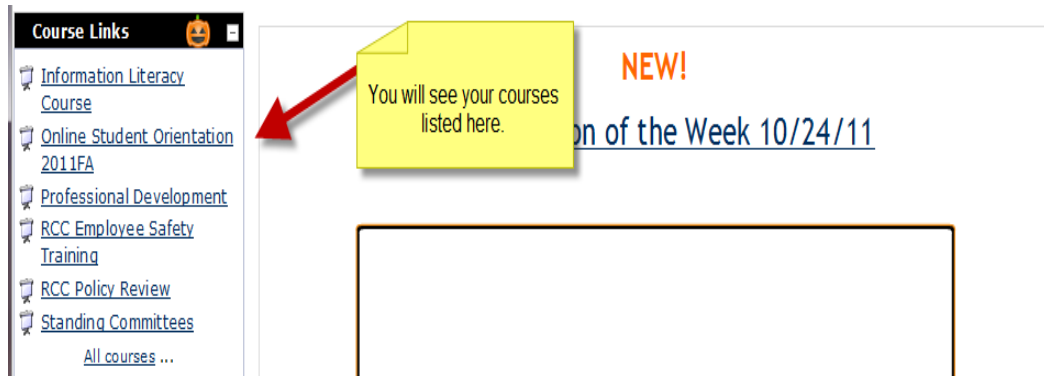 Course Links
Information Literacy
Course
Online Student Orientation
2011FA
Professional Development
RCC Employee Safety
Training
RCC Policy Review
Standing Committees
All courses ...
You will see your courses
listed here.
NEW!
of the Week 10/24/11